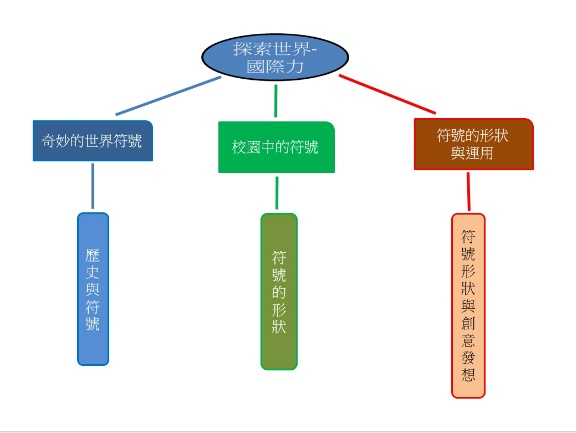 探索世界-
國際力
奇妙的世界符號
校園中的符號
符號的形狀
與運用
歷史與符號
符號的形狀
符號形狀與創意發想